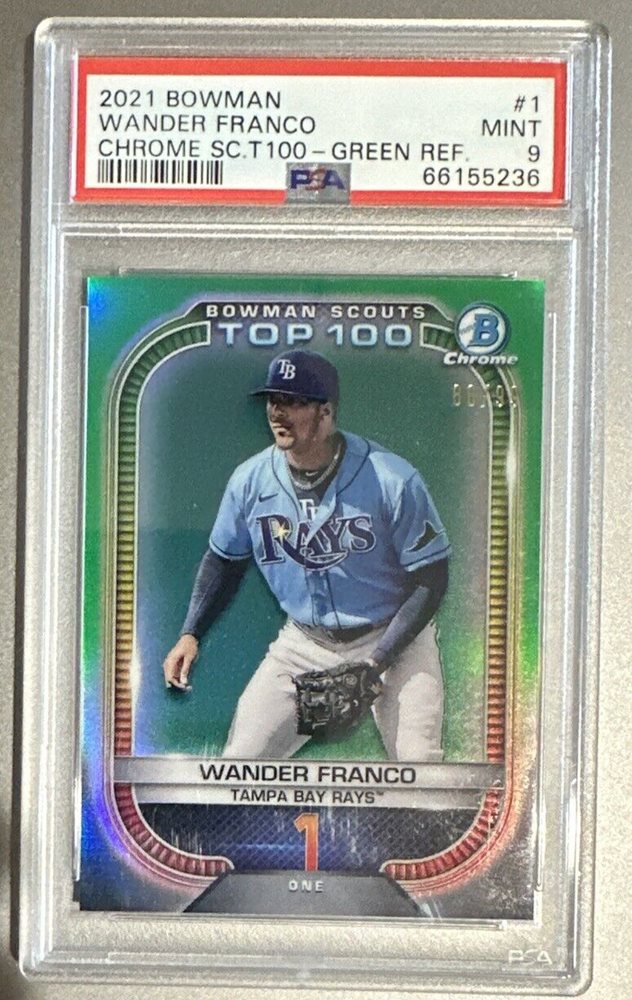 2021 BOWMAN #1
WANDER FRANCO MINT
CHROME SC.T100-GREEN REF. 9
PSA 66155236
BOWMAN SCOUTS
TOP 100
B
Chrome
TB
RAYS
WANDER FRANCO
TAMPA BAY RAYS™
1
ONE
PSA